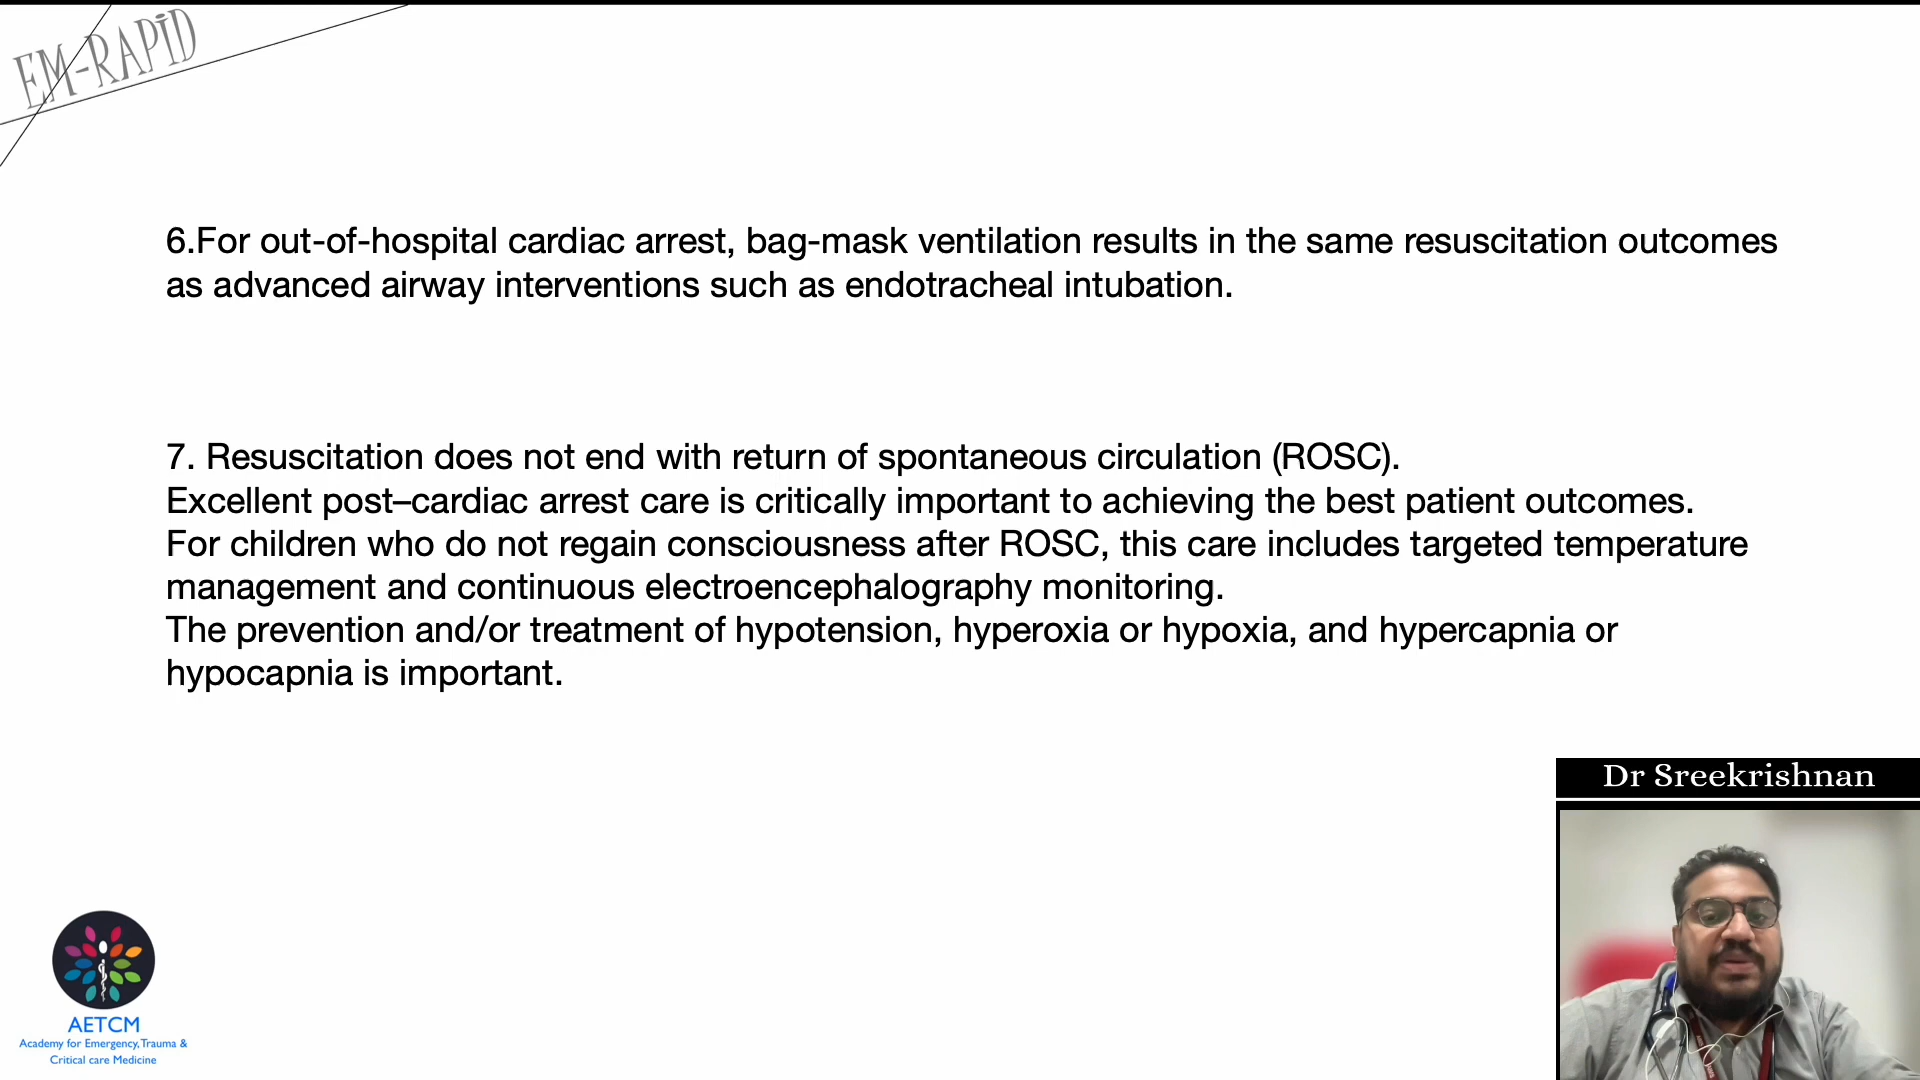 EM-RAPiD
6.For out-of-hospital cardiac arrest, bag-mask ventilation results in the same resuscitation outcomes
as advanced airway interventions such as endotracheal intubation.
7. Resuscitation does not end with return of spontaneous circulation (ROSC).
Excellent post–cardiac arrest care is critically important to achieving the best patient outcomes.
For children who do not regain consciousness after ROSC, this care includes targeted temperature
management and continuous electroencephalography monitoring.
The prevention and/or treatment of hypotension, hyperoxia or hypoxia, and hypercapnia or
hypocapnia is important.
Dr Sreekrishnan
AETCM
Academy for Emergency,Trauma &
Critical care Medicine